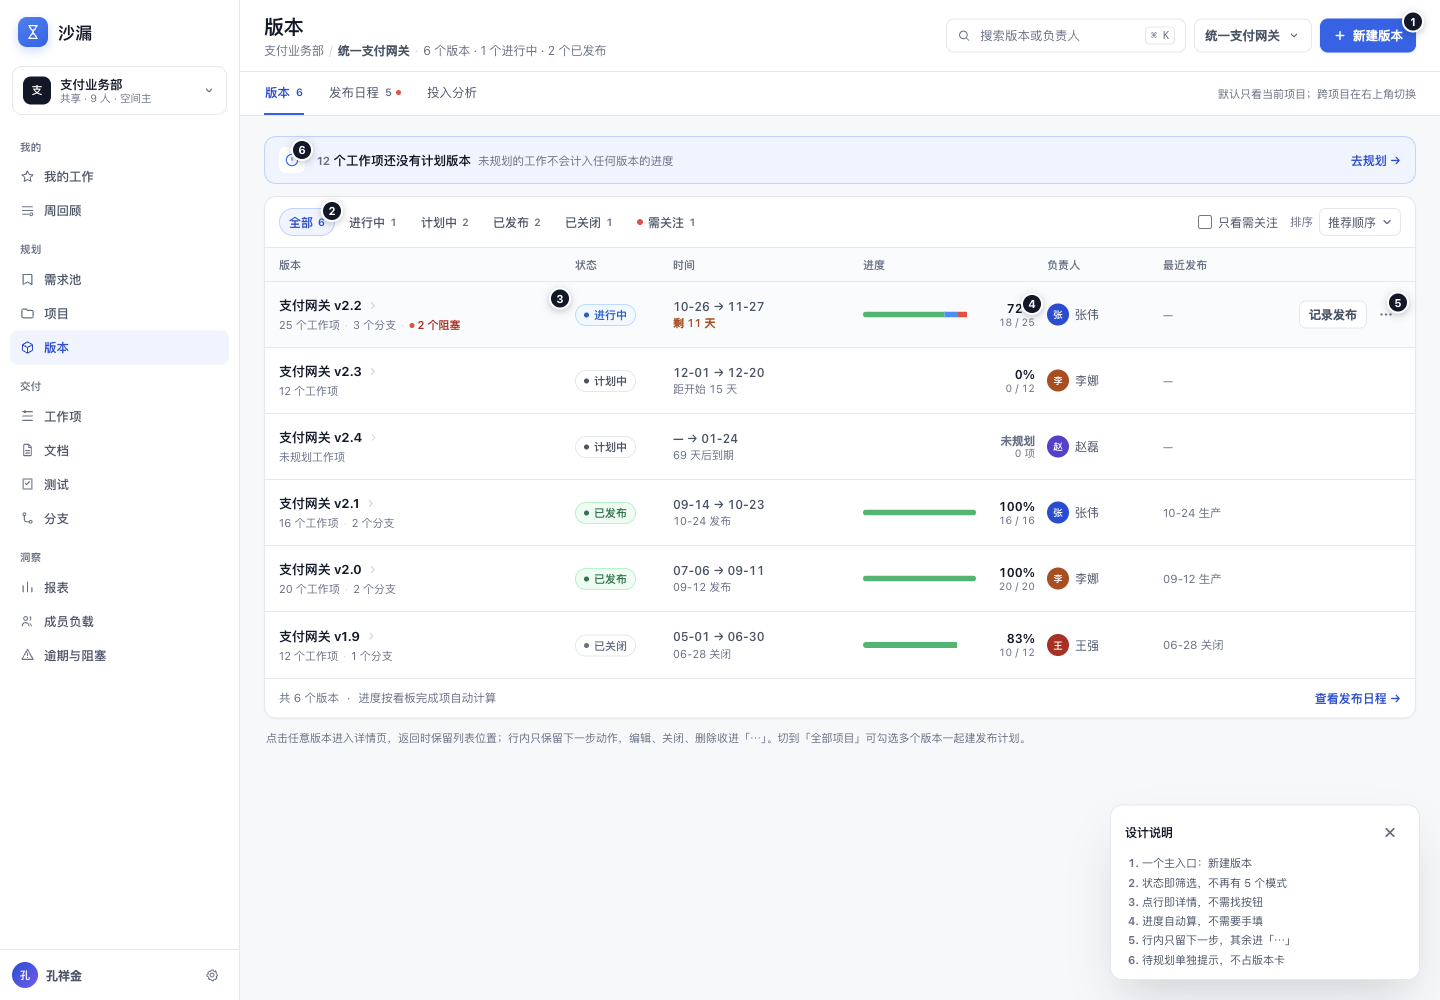 沙漏
支
支付业务部
共享 · 9 人 · 空间主
我的
我的工作
周回顾
规划
需求池
项目
版本
交付
工作项
文档
测试
分支
洞察
报表
成员负载
逾期与阻塞
孔
孔祥金
版本
支付业务部 / 统一支付网关 · 6 个版本 · 1 个进行中 · 2 个已发布
搜索版本或负责人
⌘ K
统一支付网关
新建版本
1
版本 6
发布日程 5
投入分析
默认只看当前项目；跨项目在右上角切换
6
12 个工作项还没有计划版本 未规划的工作不会计入任何版本的进度
去规划 →
全部 6
2
进行中 1
计划中 2
已发布 2
已关闭 1
需关注 1
只看需关注
排序
推荐顺序
版本 状态 时间 进度 负责人 最近发布
支付网关 v2.2
25 个工作项 · 3 个分支 · 2 个阻塞
3
进行中
10-26 → 11-27
剩 11 天
72
18 / 25
4
张
张伟
—
记录发布
···
5
支付网关 v2.3
12 个工作项
计划中
12-01 → 12-20
距开始 15 天
0%
0 / 12
李
李娜
—
支付网关 v2.4
未规划工作项
计划中
— → 01-24
69 天后到期
未规划
0 项
赵
赵磊
—
支付网关 v2.1
16 个工作项 · 2 个分支
已发布
09-14 → 10-23
10-24 发布
100%
16 / 16
张
张伟
10-24 生产
支付网关 v2.0
20 个工作项 · 2 个分支
已发布
07-06 → 09-11
09-12 发布
100%
20 / 20
李
李娜
09-12 生产
支付网关 v1.9
12 个工作项 · 1 个分支
已关闭
05-01 → 06-30
06-28 关闭
83%
10 / 12
王
王强
06-28 关闭
共 6 个版本 · 进度按看板完成项自动计算
查看发布日程 →
点击任意版本进入详情页，返回时保留列表位置；行内只保留下一步动作，编辑、关闭、删除收进「···」。切到「全部项目」可勾选多个版本一起建发布计划。
设计说明
1. 一个主入口：新建版本
2. 状态即筛选，不再有 5 个模式
3. 点行即详情，不需找按钮
4. 进度自动算，不需要手填
5. 行内只留下一步，其余进「···」
6. 待规划单独提示，不占版本卡